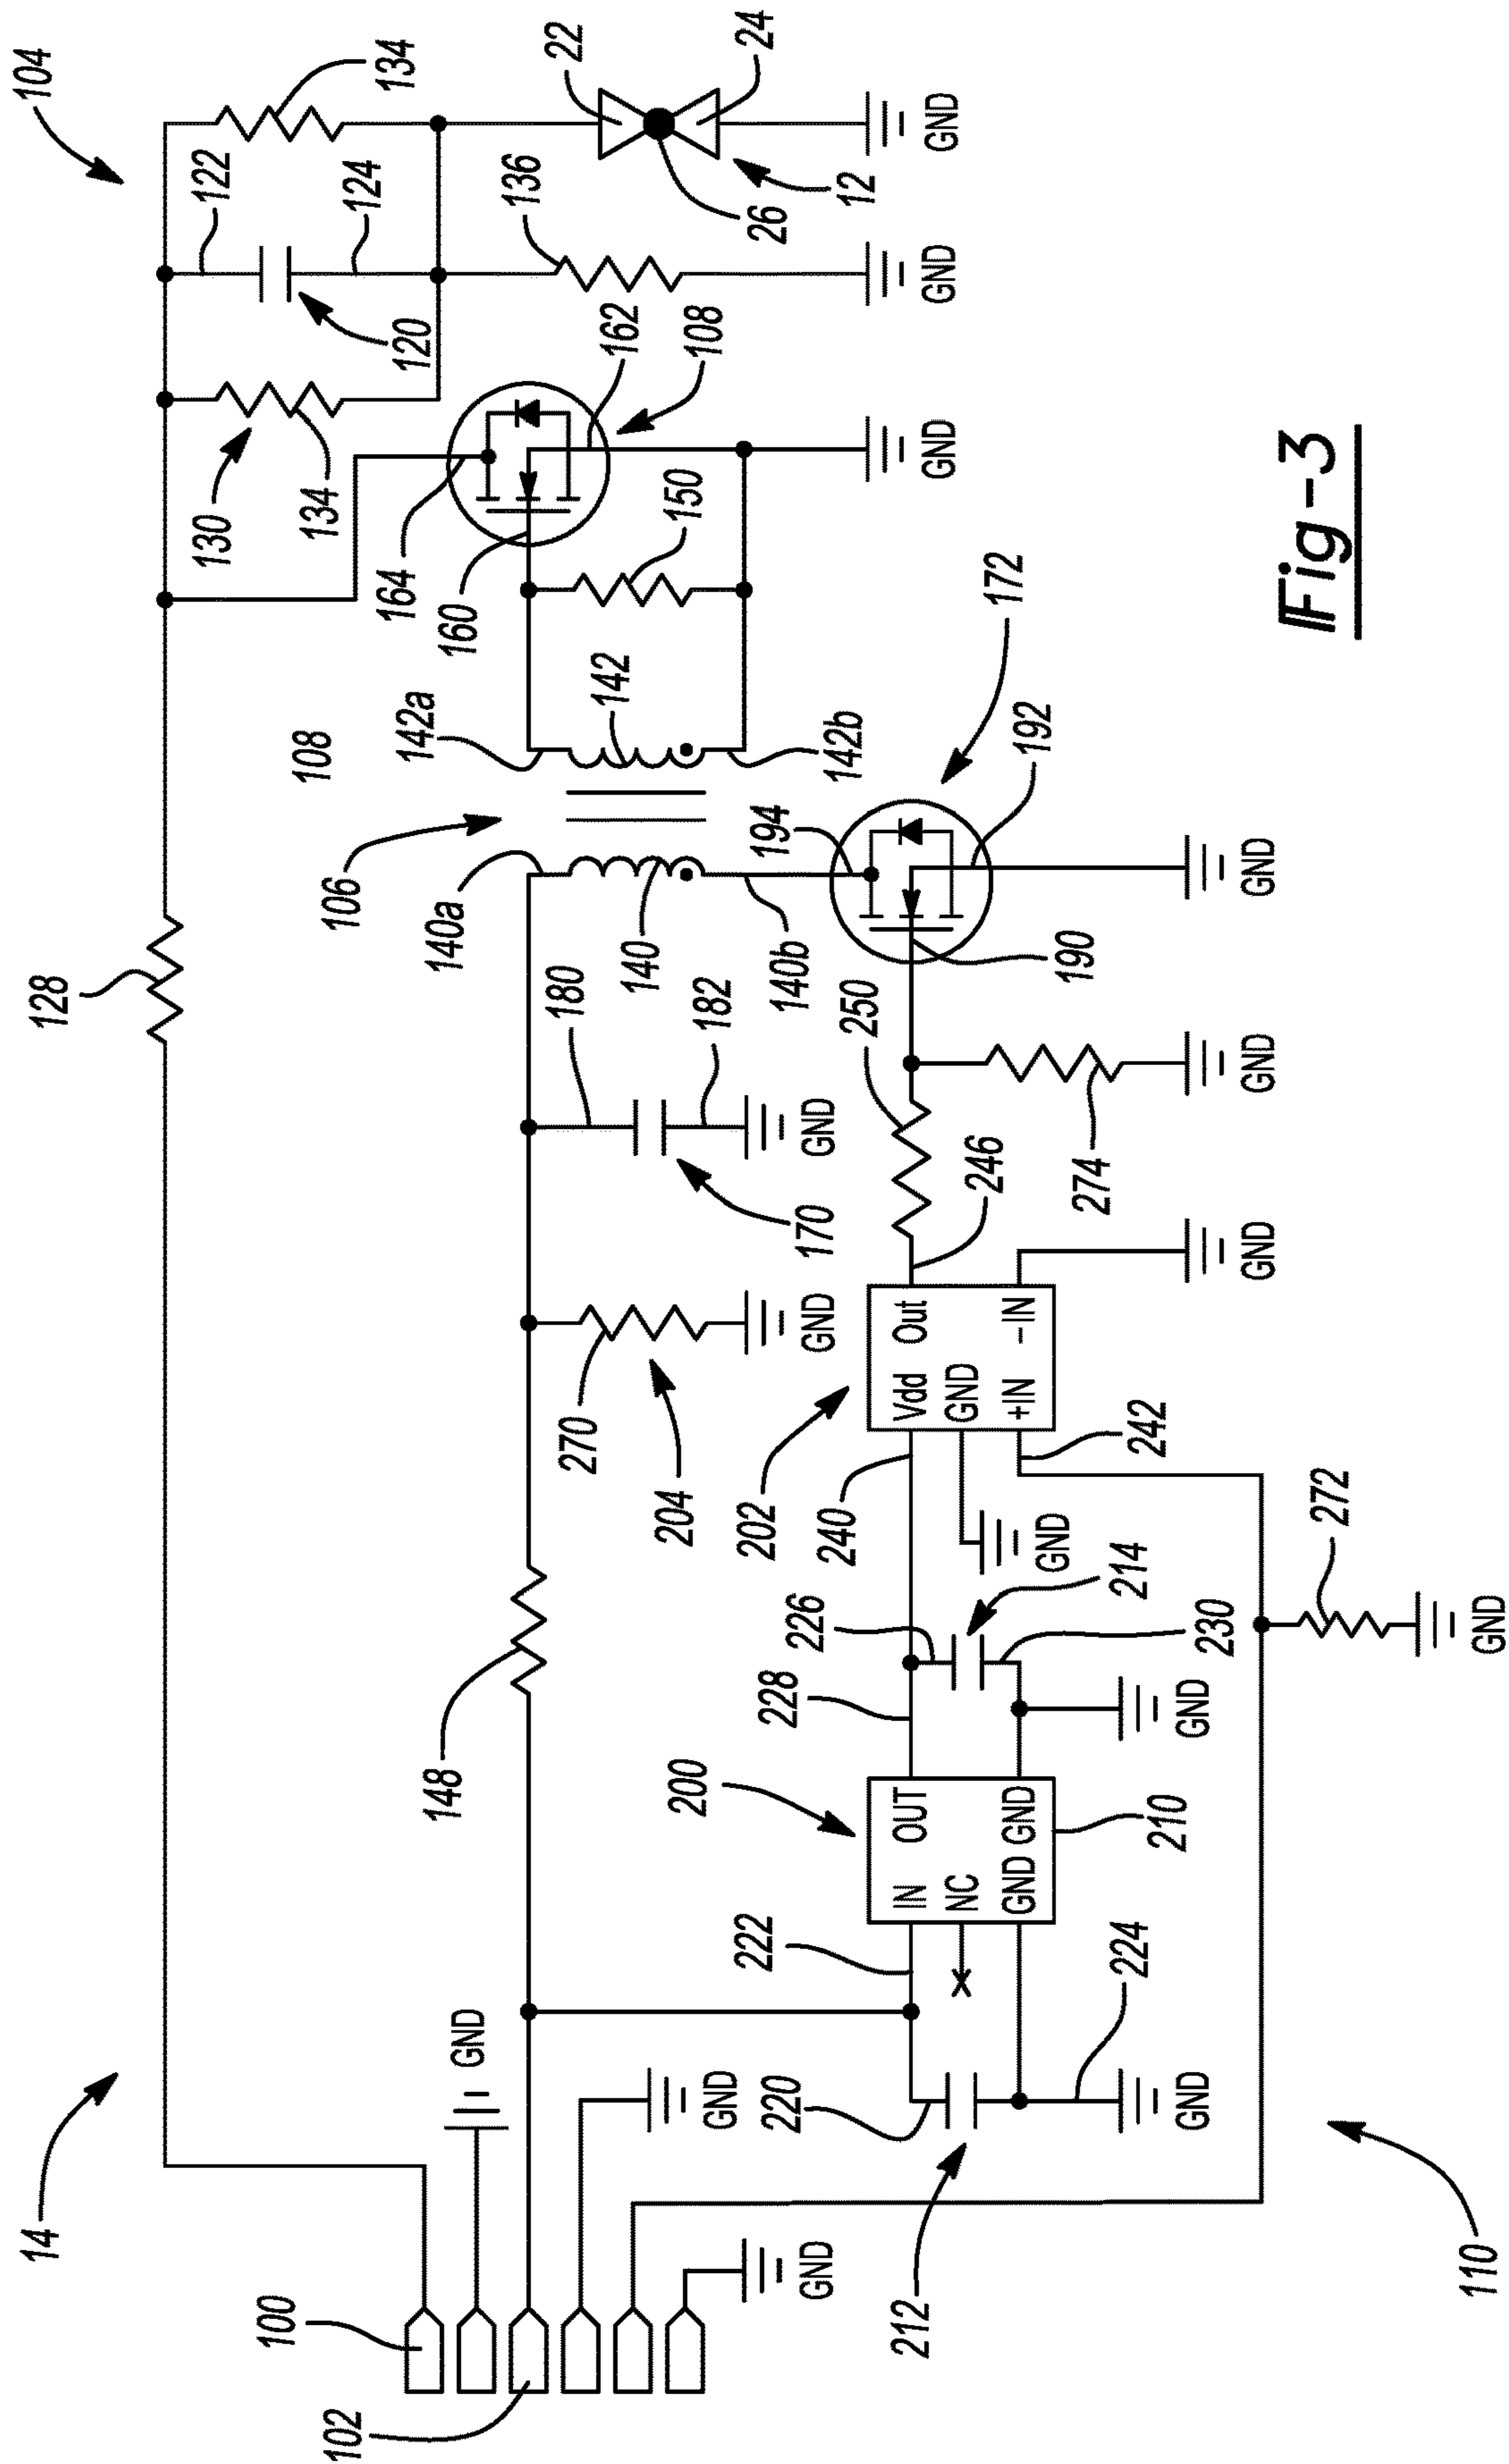 14
104
128
122
134
124
130
134
120
136
22
24
26
12
GND
GND
108
106
142a
142
142b
164
160
150
162
108
GND
140a
140
140b
180
182
170
GND
270
204
GND
148
100
102
GND
GND
GND
194
172
192
190
GND
250
246
274
GND
GND
202
Vdd
Out
GND
+IN
-IN
240
242
GND
226
214
228
230
GND
200
IN
OUT
NC
GND
GND
210
222
220
224
212
GND
272
GND
110
Fig-3